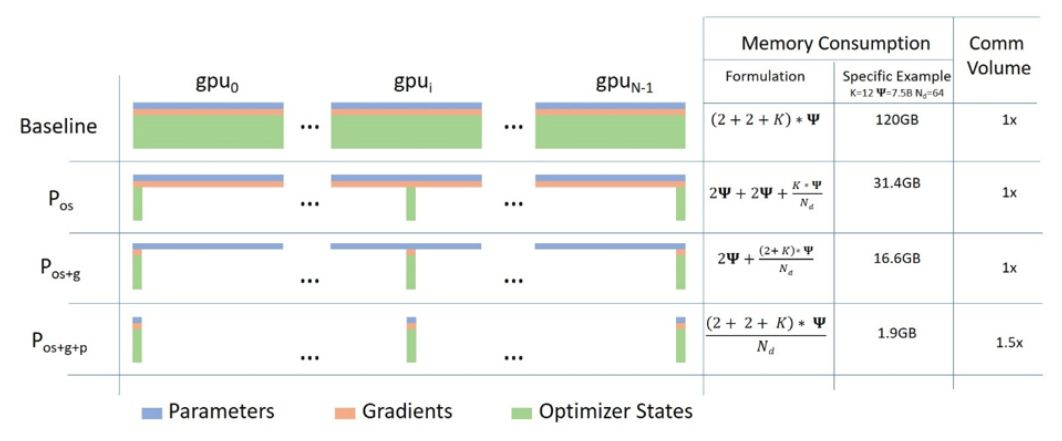 Memory Consumption
Comm
Volume
gpu0 gpui gpuN-1
Formulation
Specific Example
K=12 Ψ=7.5B Nd=64
Baseline
...
...
(2 + 2 + K) * Ψ
120GB
1x
Pos
...
...
2Ψ + 2Ψ + K * Ψ / Nd
31.4GB
1x
Pos+g
...
...
2Ψ + (2+ K)* Ψ / Nd
16.6GB
1x
Pos+g+p
...
...
(2 + 2 + K) * Ψ / Nd
1.9GB
1.5x
Parameters Gradients Optimizer States